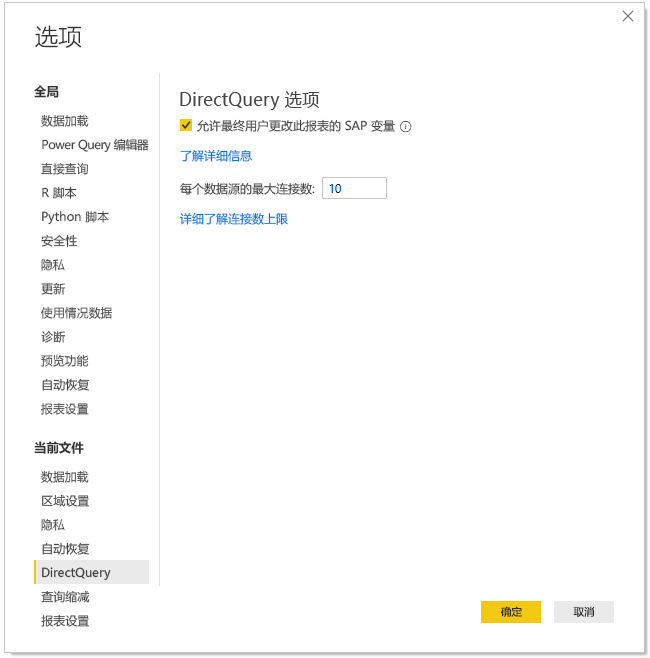 选项
全局
数据加载
Power Query 编辑器
直接查询
R 脚本
Python 脚本
安全性
隐私
更新
使用情况数据
诊断
预览功能
自动恢复
报表设置
当前文件
数据加载
区域设置
隐私
自动恢复
DirectQuery
查询缩减
报表设置
DirectQuery 选项
允许最终用户更改此报表的 SAP 变量
了解详细信息
每个数据源的最大连接数: 10
详细了解连接数上限
确定
取消